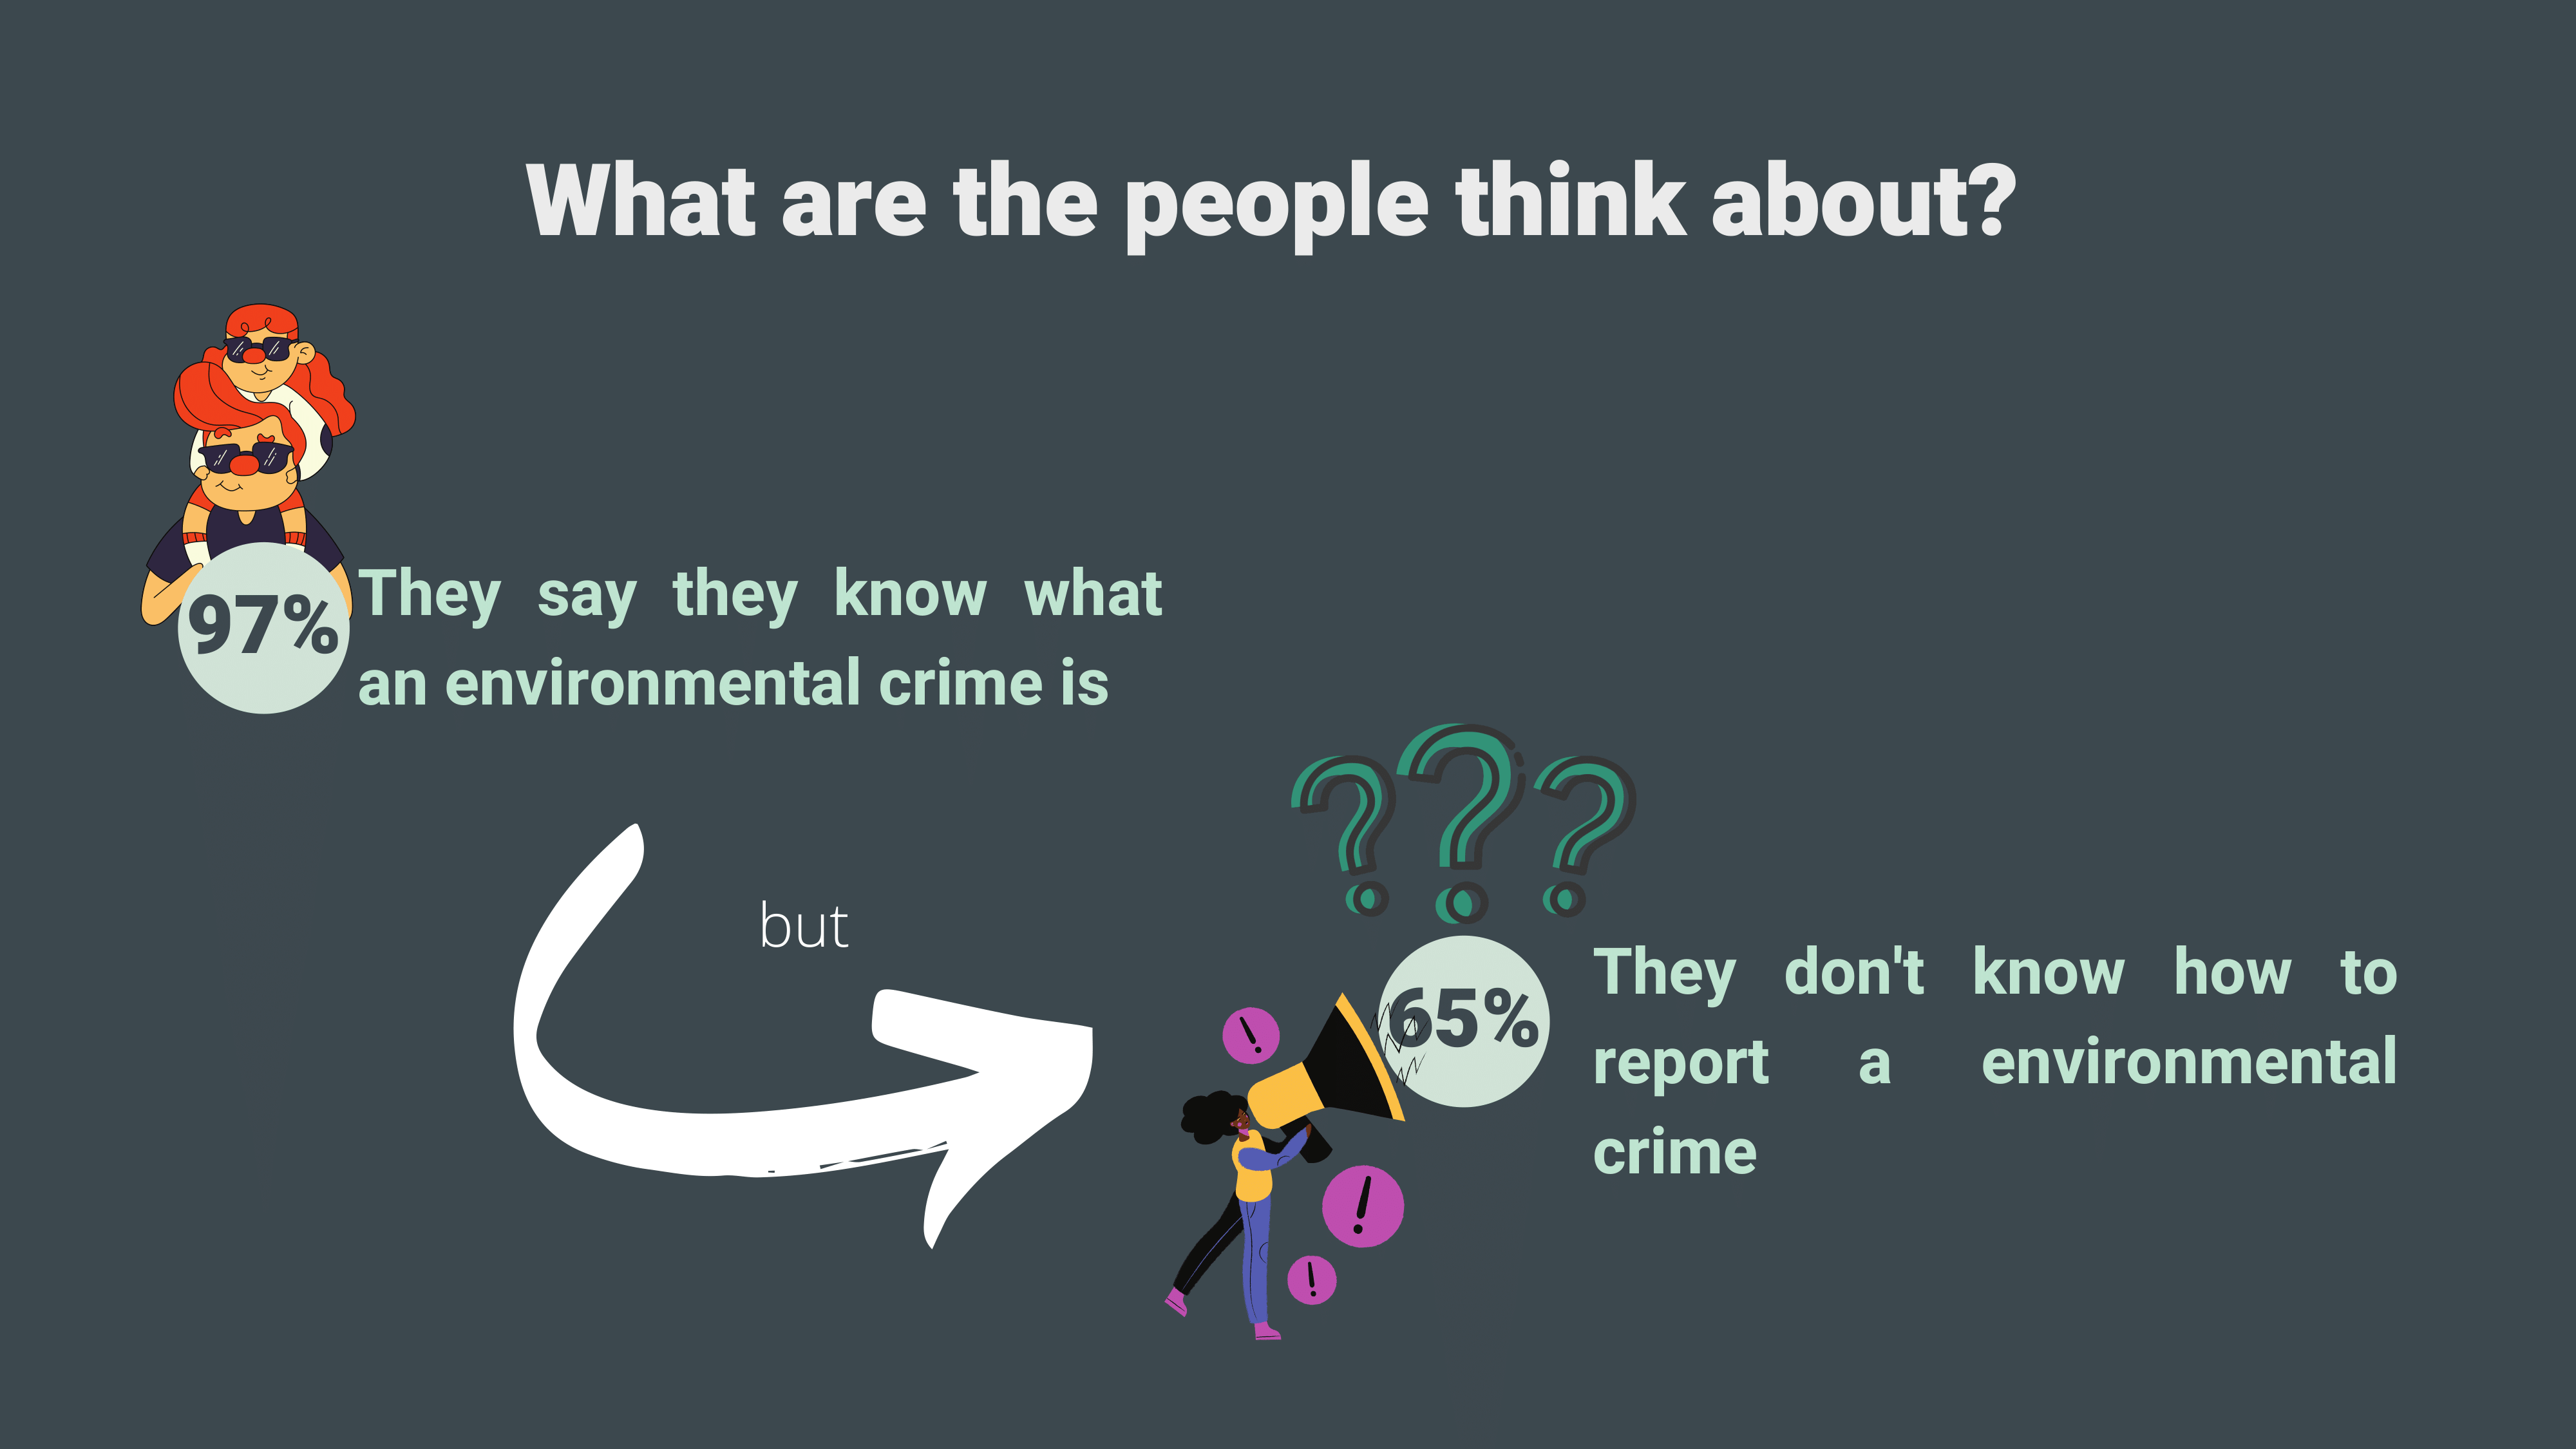 What are the people think about?
97%
They say they know what
an environmental crime is
but
65%
They don't know how to
report a environmental
crime